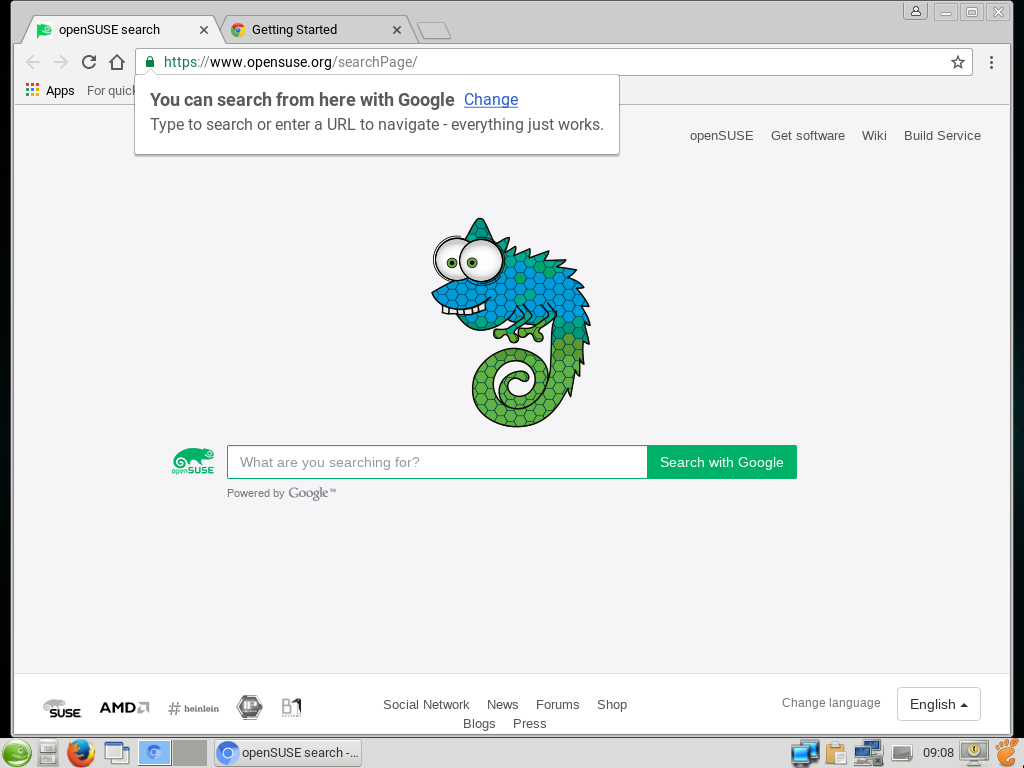 openSUSE search
Getting Started
https://www.opensuse.org/searchPage/
Apps
For quick
You can search from here with Google Change
Type to search or enter a URL to navigate - everything just works.
openSUSE Get software Wiki Build Service
openSUSE
What are you searching for?
Search with Google
Powered by Google™
SUSE
AMD
# heinlein
IP
B1
Social Network News Forums Shop
Blogs Press
Change language
English
openSUSE search -...
09:08